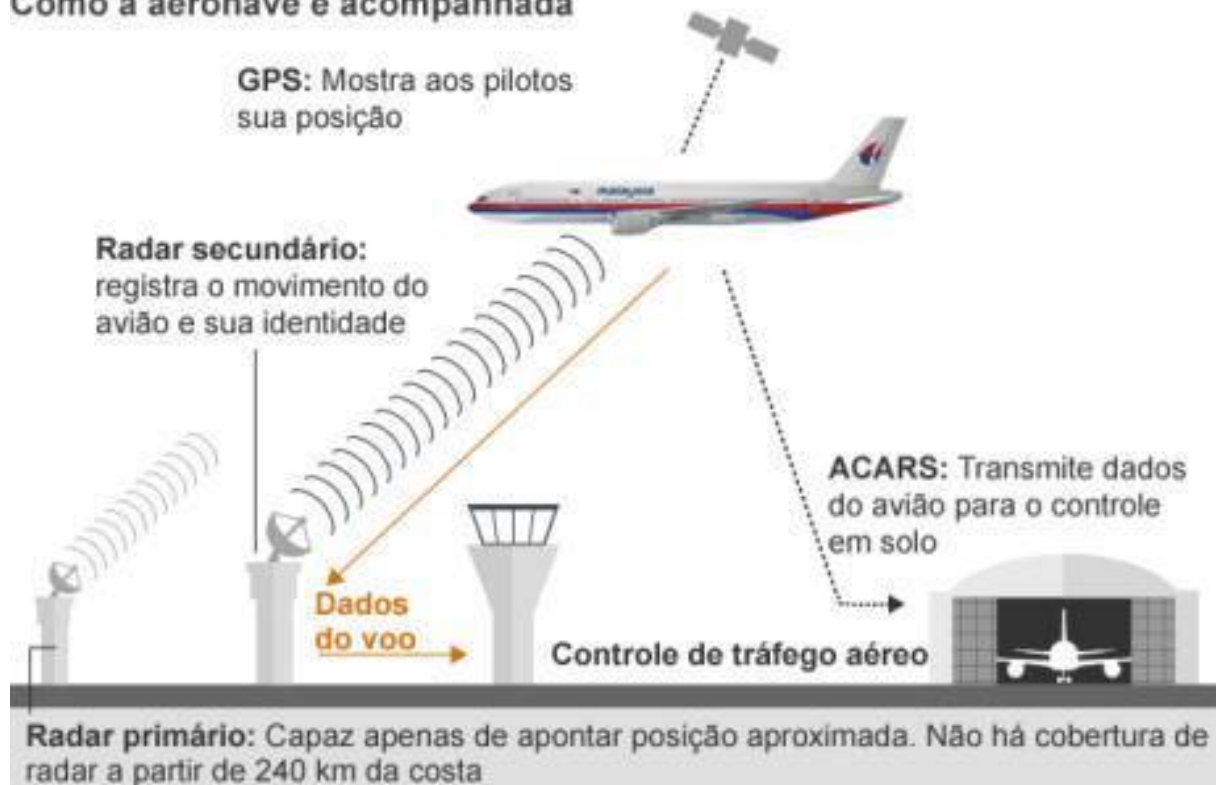 Como a aeronave é acompanhada
GPS: Mostra aos pilotos
sua posição
malaysia
Radar secundário:
registra o movimento do
avião e sua identidade
ACARS: Transmite dados
do avião para o controle
em solo
Dados
do voo
Controle de tráfego aéreo
Radar primário: Capaz apenas de apontar posição aproximada. Não há cobertura de
radar a partir de 240 km da costa